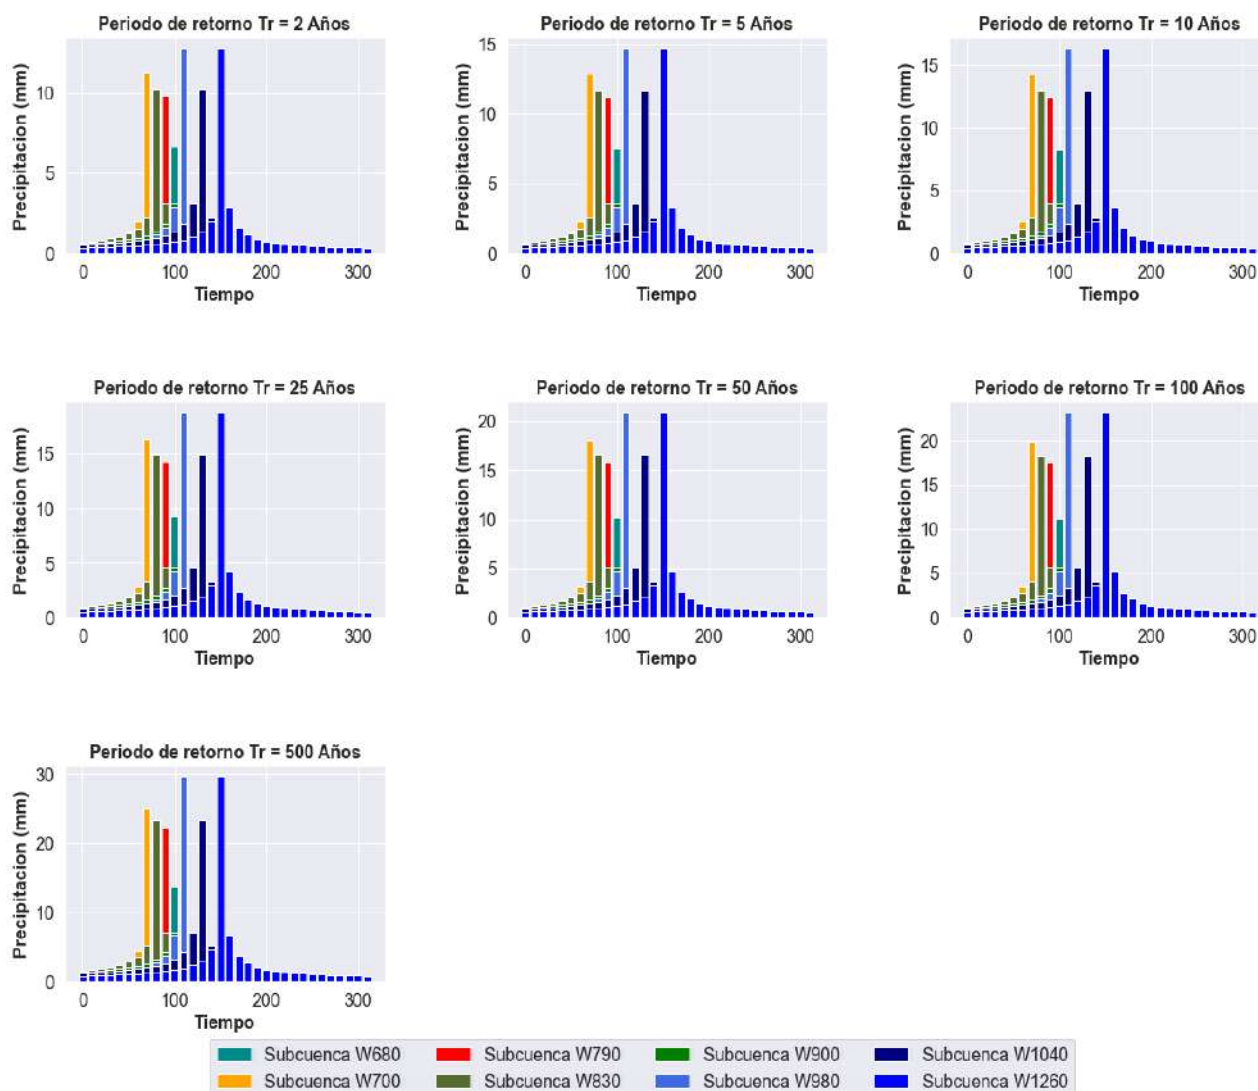 Periodo de retorno Tr = 2 Años
Periodo de retorno Tr = 5 Años
Periodo de retorno Tr = 10 Años
Precipitacion (mm)
10
5
0
0 100 200 300
Tiempo
Precipitacion (mm)
15
10
5
0
0 100 200 300
Tiempo
Precipitacion (mm)
15
10
5
0
0 100 200 300
Tiempo
Periodo de retorno Tr = 25 Años
Periodo de retorno Tr = 50 Años
Periodo de retorno Tr = 100 Años
Precipitacion (mm)
15
10
5
0
0 100 200 300
Tiempo
Precipitacion (mm)
20
15
10
5
0
0 100 200 300
Tiempo
Precipitacion (mm)
20
15
10
5
0
0 100 200 300
Tiempo
Periodo de retorno Tr = 500 Años
Precipitacion (mm)
30
20
10
0
0 100 200 300
Tiempo
Subcuenca W680 Subcuenca W790 Subcuenca W900 Subcuenca W1040
Subcuenca W700 Subcuenca W830 Subcuenca W980 Subcuenca W1260